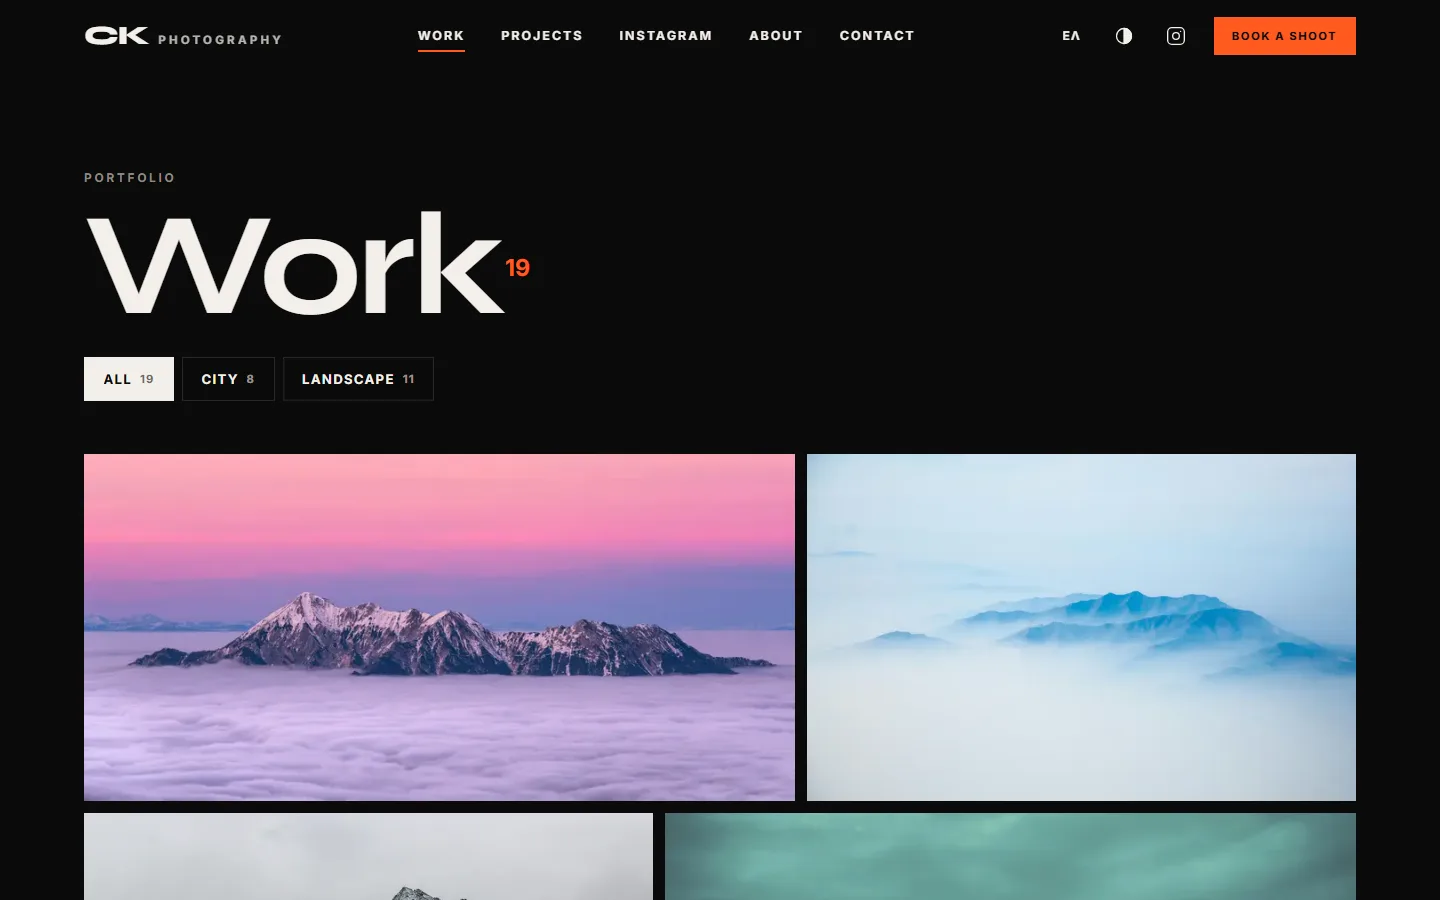 CK PHOTOGRAPHY
WORK PROJECTS INSTAGRAM ABOUT CONTACT
ΕΛ
BOOK A SHOOT
PORTFOLIO
Work 19
ALL 19 CITY 8 LANDSCAPE 11